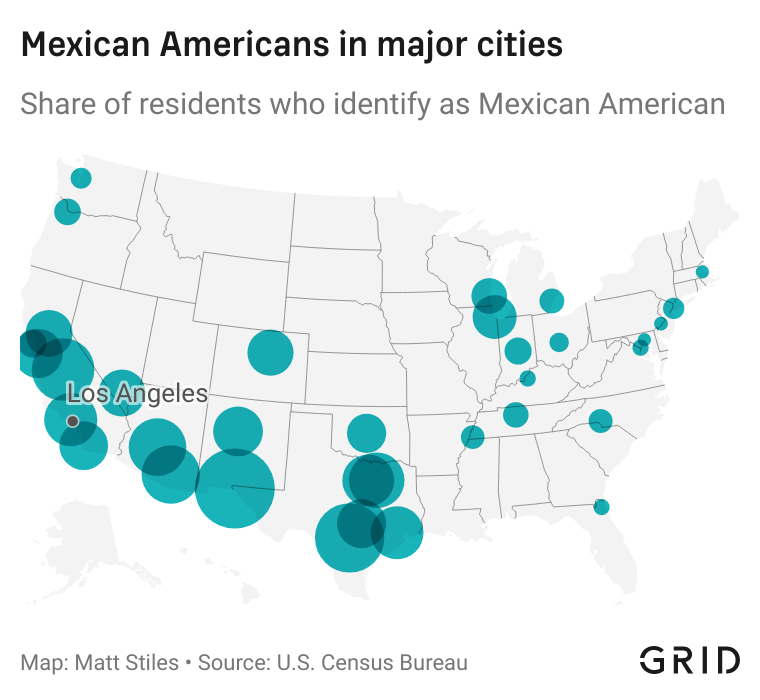 Mexican Americans in major cities
Share of residents who identify as Mexican American
Los Angeles
Map: Matt Stiles • Source: U.S. Census Bureau
GRID